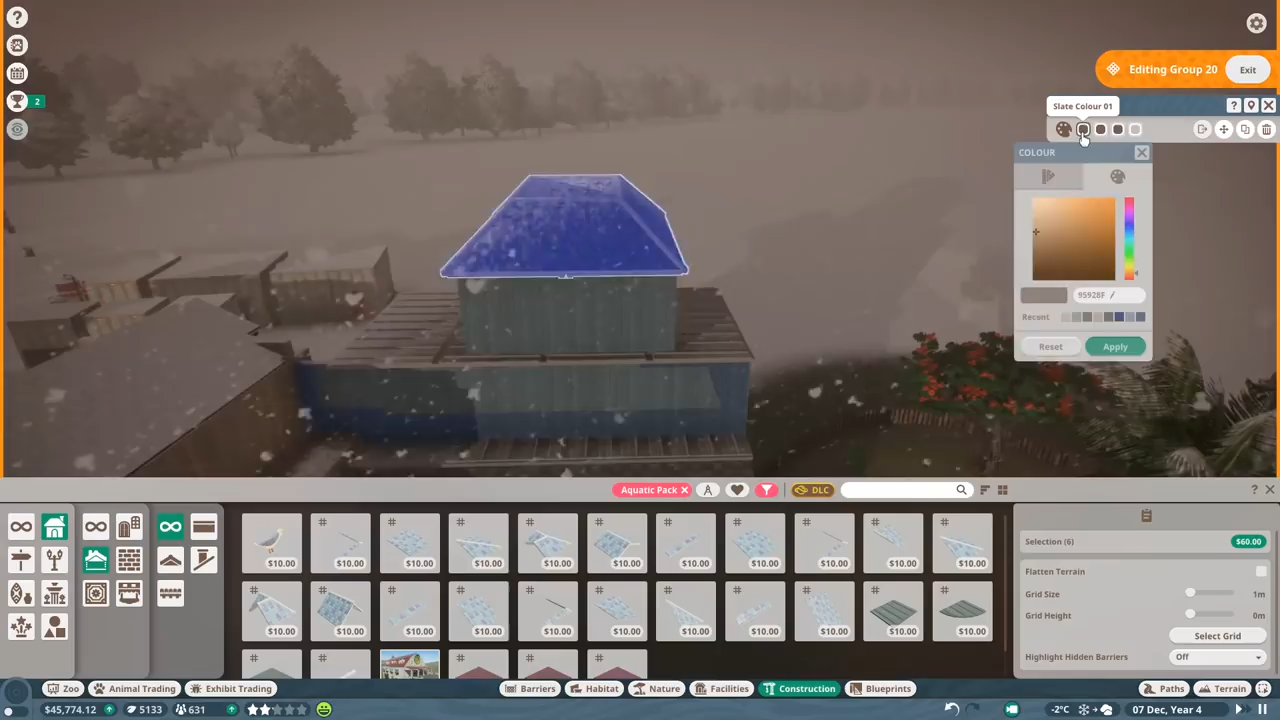 ?
Editing Group 20 Exit
2
Slate Colour 01
?
COLOUR
95928F /
Recent
Reset Apply
Aquatic Pack DLC
?
$10.00 $10.00 $10.00 $10.00 $10.00 $10.00 $10.00 $10.00 $10.00 $10.00 $10.00
$10.00 $10.00 $10.00 $10.00 $10.00 $10.00 $10.00 $10.00 $10.00 $10.00 $10.00
Selection (6) $60.00
Flatten Terrain
Grid Size 1m
Grid Height 0m
Select Grid
Highlight Hidden Barriers Off
Zoo Animal Trading Exhibit Trading Barriers Habitat Nature Facilities Construction Blueprints Paths Terrain
$45,774.12 5133 631 -2°C 07 Dec, Year 4